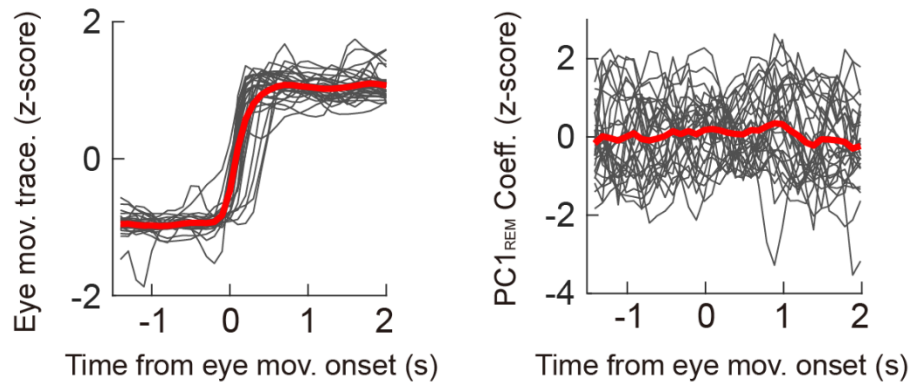 Eye mov. trace. (z-score)
2
0
-2
-1 0 1 2
Time from eye mov. onset (s)
PC1REM Coeff. (z-score)
2
0
-2
-4
-1 0 1 2
Time from eye mov. onset (s)